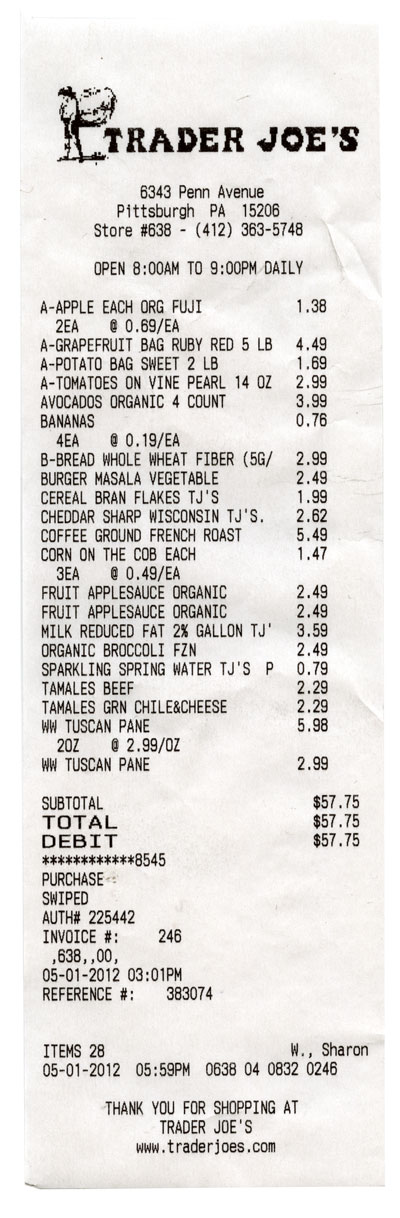 TRADER JOE'S
6343 Penn Avenue
Pittsburgh PA 15206
Store #638 - (412) 363-5748
OPEN 8:00AM TO 9:00PM DAILY
A-APPLE EACH ORG FUJI 1.38
2EA @ 0.69/EA
A-GRAPEFRUIT BAG RUBY RED 5 LB 4.49
A-POTATO BAG SWEET 2 LB 1.69
A-TOMATOES ON VINE PEARL 14 OZ 2.99
AVOCADOS ORGANIC 4 COUNT 3.99
BANANAS 0.76
4EA @ 0.19/EA
B-BREAD WHOLE WHEAT FIBER (5G/ 2.99
BURGER MASALA VEGETABLE 2.49
CEREAL BRAN FLAKES TJ'S 1.99
CHEDDAR SHARP WISCONSIN TJ'S. 2.62
COFFEE GROUND FRENCH ROAST 5.49
CORN ON THE COB EACH 1.47
3EA @ 0.49/EA
FRUIT APPLESAUCE ORGANIC 2.49
FRUIT APPLESAUCE ORGANIC 2.49
MILK REDUCED FAT 2% GALLON TJ' 3.59
ORGANIC BROCCOLI FZN 2.49
SPARKLING SPRING WATER TJ'S P 0.79
TAMALES BEEF 2.29
TAMALES GRN CHILE&CHEESE 2.29
WW TUSCAN PANE 5.98
2OZ @ 2.99/OZ
WW TUSCAN PANE 2.99
SUBTOTAL $57.75
TOTAL $57.75
DEBIT $57.75
************8545
PURCHASE
SWIPED
AUTH# 225442
INVOICE #: 246
,638,,00,
05-01-2012 03:01PM
REFERENCE #: 383074
ITEMS 28 W., Sharon
05-01-2012 05:59PM 0638 04 0832 0246
THANK YOU FOR SHOPPING AT
TRADER JOE'S
www.traderjoes.com